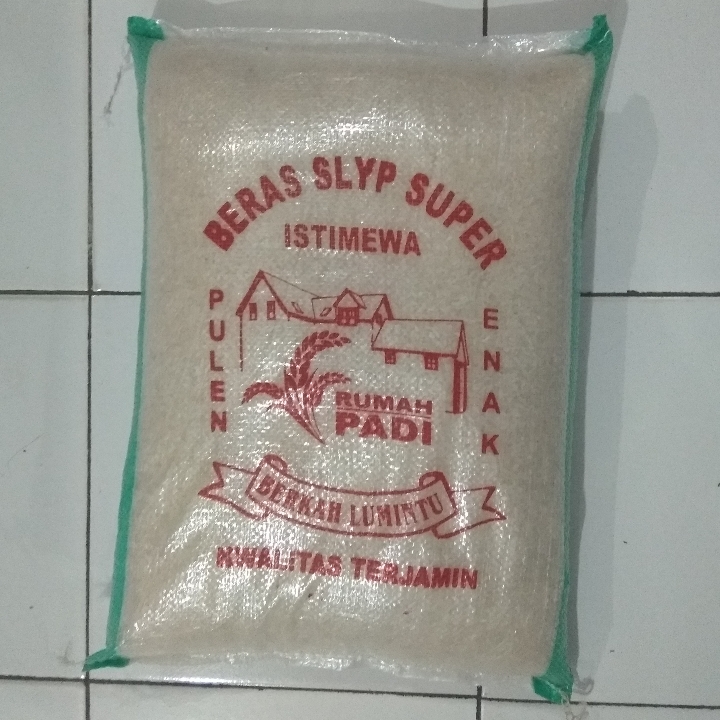 BERAS SLYP SUPER
ISTIMEWA
PULEN
ENAK
RUMAH
PADI
BERKAH LUMINTU
KWALITAS TERJAMIN